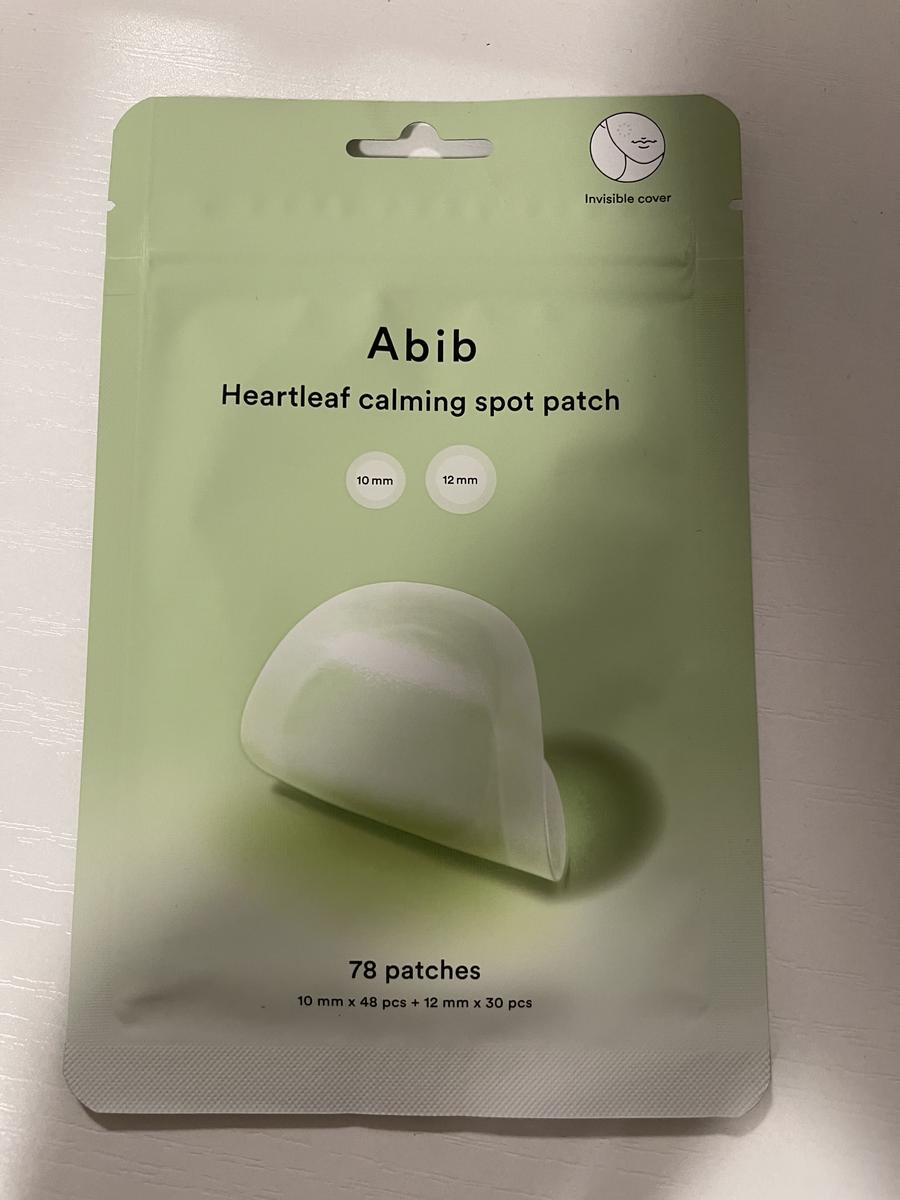 Invisible cover
Abib
Heartleaf calming spot patch
10 mm
12 mm
78 patches
10 mm x 48 pcs + 12 mm x 30 pcs